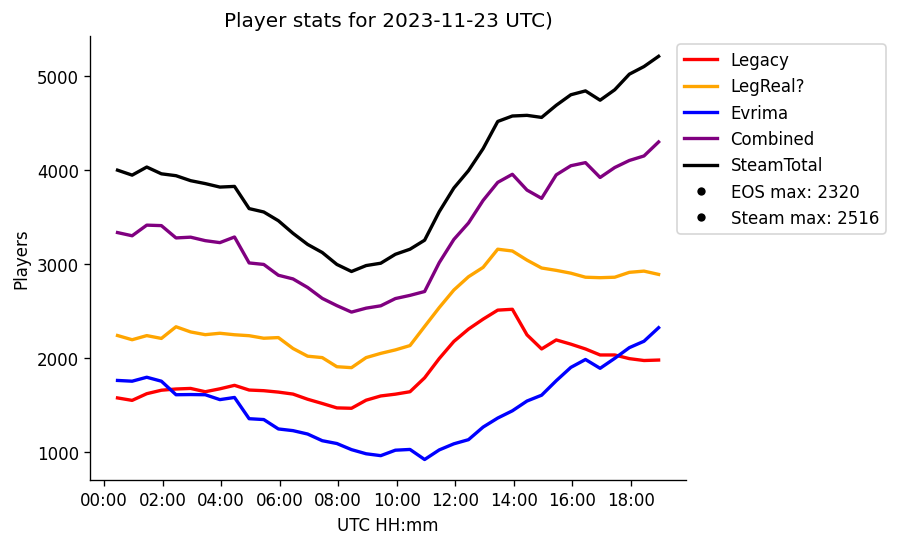 Player stats for 2023-11-23 UTC)
Players
5000
4000
3000
2000
1000
00:00 02:00 04:00 06:00 08:00 10:00 12:00 14:00 16:00 18:00
UTC HH:mm
Legacy
LegReal?
Evrima
Combined
SteamTotal
EOS max: 2320
Steam max: 2516